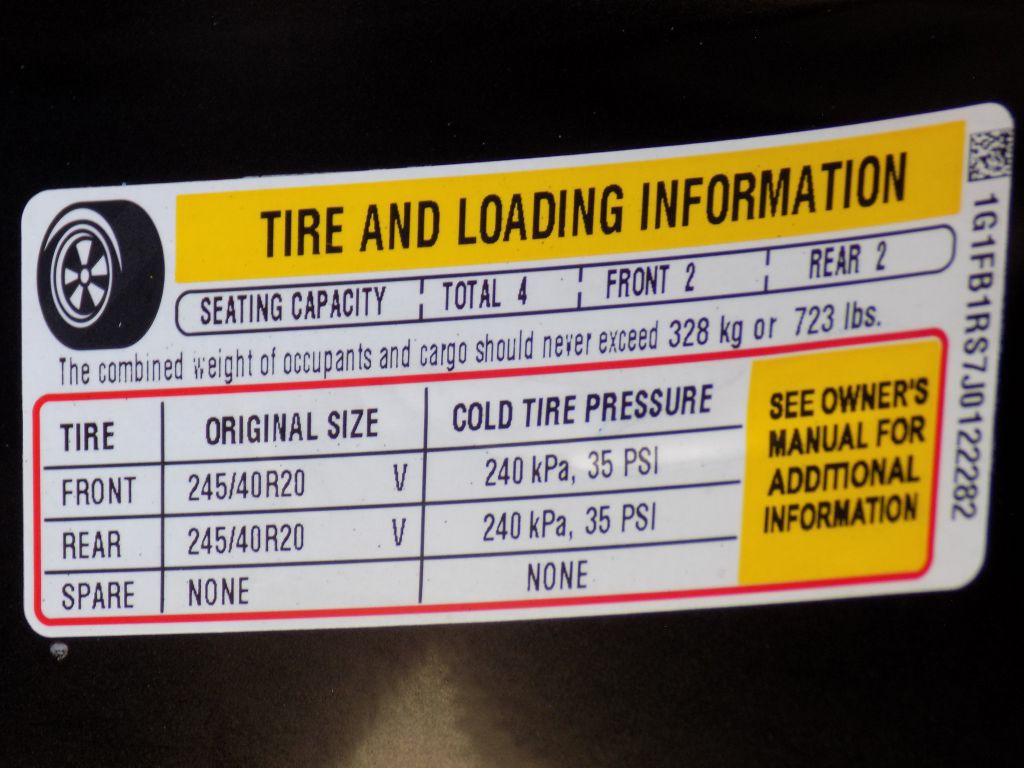 TIRE AND LOADING INFORMATION
SEATING CAPACITY TOTAL 4 FRONT 2 REAR 2
The combined weight of occupants and cargo should never exceed 328 kg or 723 lbs.
TIRE ORIGINAL SIZE COLD TIRE PRESSURE
FRONT 245/40R20 V 240 kPa, 35 PSI
REAR 245/40R20 V 240 kPa, 35 PSI
SPARE NONE NONE
SEE OWNER'S
MANUAL FOR
ADDITIONAL
INFORMATION
1G1FB1RS7J0122282